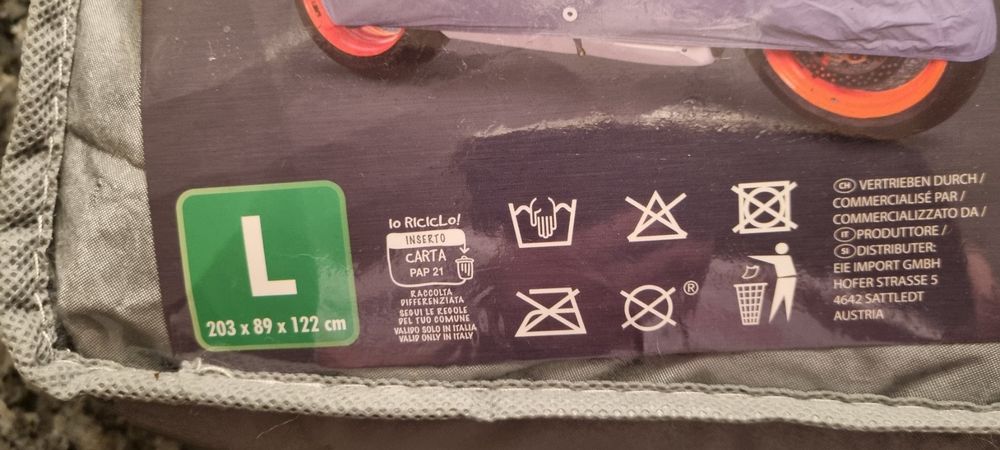 L
203 x 89 x 122 cm
Io RICICLO!
INSERTO
CARTA
PAP 21
RACCOLTA
DIFFERENZIATA
SEGUI LE REGOLE
DEL TUO COMUNE
VALIDO SOLO IN ITALIA
VALID ONLY IN ITALY
®
CH VERTRIEBEN DURCH /
COMMERCIALISÉ PAR /
COMMERCIALIZZATO DA /
IT PRODUTTORE /
SI DISTRIBUTER:
EIE IMPORT GMBH
HOFER STRASSE 5
4642 SATTLEDT
AUSTRIA